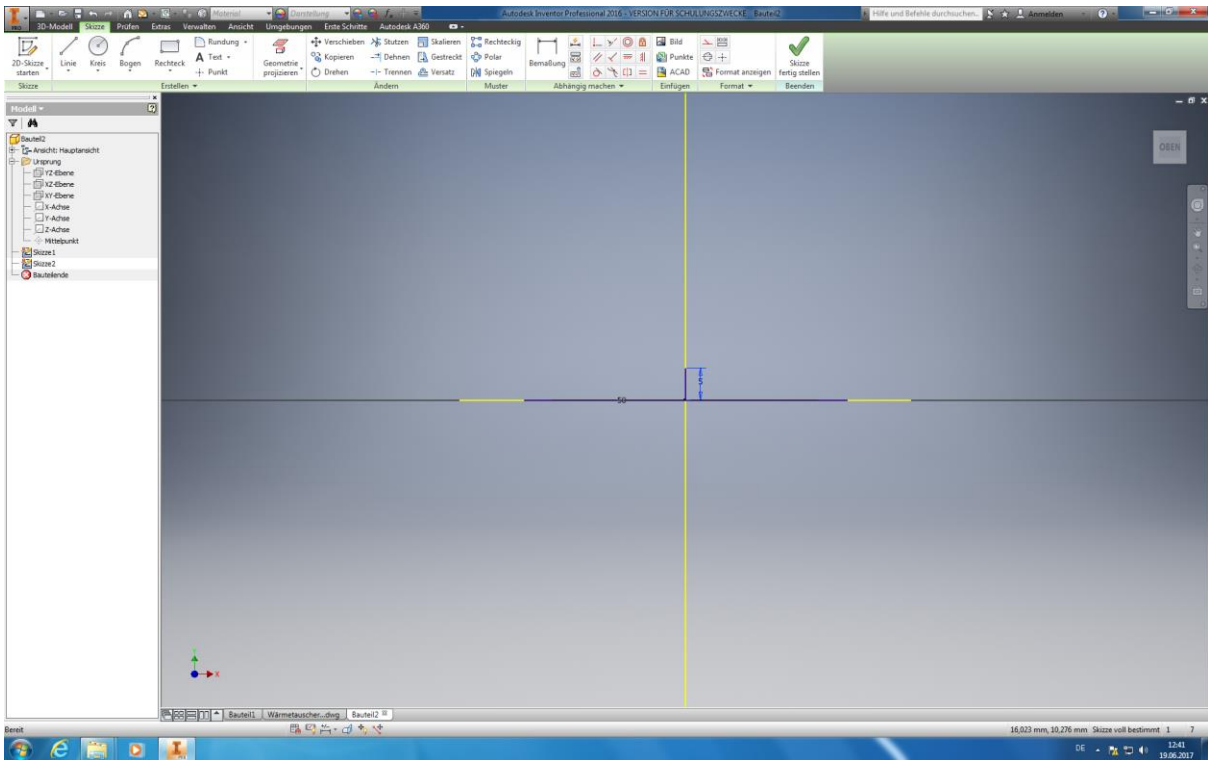 Material
Darstellung
Autodesk Inventor Professional 2016 - VERSION FÜR SCHULUNGSZWECKE Bauteil2
Hilfe und Befehle durchsuchen...
Anmelden
PRO
3D-Modell Skizze Prüfen Extras Verwalten Ansicht Umgebungen Erste Schritte Autodesk A360
2D-Skizze starten
Linie
Kreis
Bogen
Rechteck
Rundung
Text
Punkt
Geometrie projizieren
Verschieben
Kopieren
Drehen
Stutzen
Dehnen
Trennen
Skalieren
Gestreckt
Versatz
Rechteckig
Polar
Spiegeln
Bemaßung
Bild
Punkte
ACAD
Format anzeigen
Skizze fertig stellen
Skizze
Erstellen
Ändern
Muster
Abhängig machen
Einfügen
Format
Beenden
Modell
Bauteil2
Ansicht: Hauptansicht
Ursprung
YZ-Ebene
XZ-Ebene
XY-Ebene
X-Achse
Y-Achse
Z-Achse
Mittelpunkt
Skizze1
Skizze2
Bauteilende
OBEN
5
50
X
Bauteil1 Wärmetauscher...dwg Bauteil2
Bereit
16,023 mm, 10,276 mm Skizze voll bestimmt 1 7
DE
12:41
19.06.2017